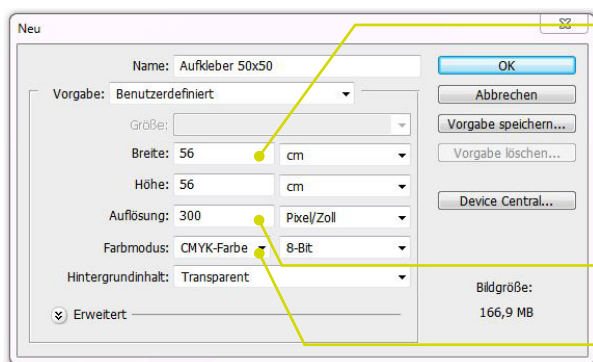 Neu
Name: Aufkleber 50x50
OK
Vorgabe: Benutzerdefiniert
Abbrechen
Größe:
Vorgabe speichern...
Breite: 56 cm
Vorgabe löschen...
Höhe: 56 cm
Device Central...
Auflösung: 300 Pixel/Zoll
Farbmodus: CMYK-Farbe 8-Bit
Hintergrundinhalt: Transparent
Bildgröße:
Erweitert
166,9 MB